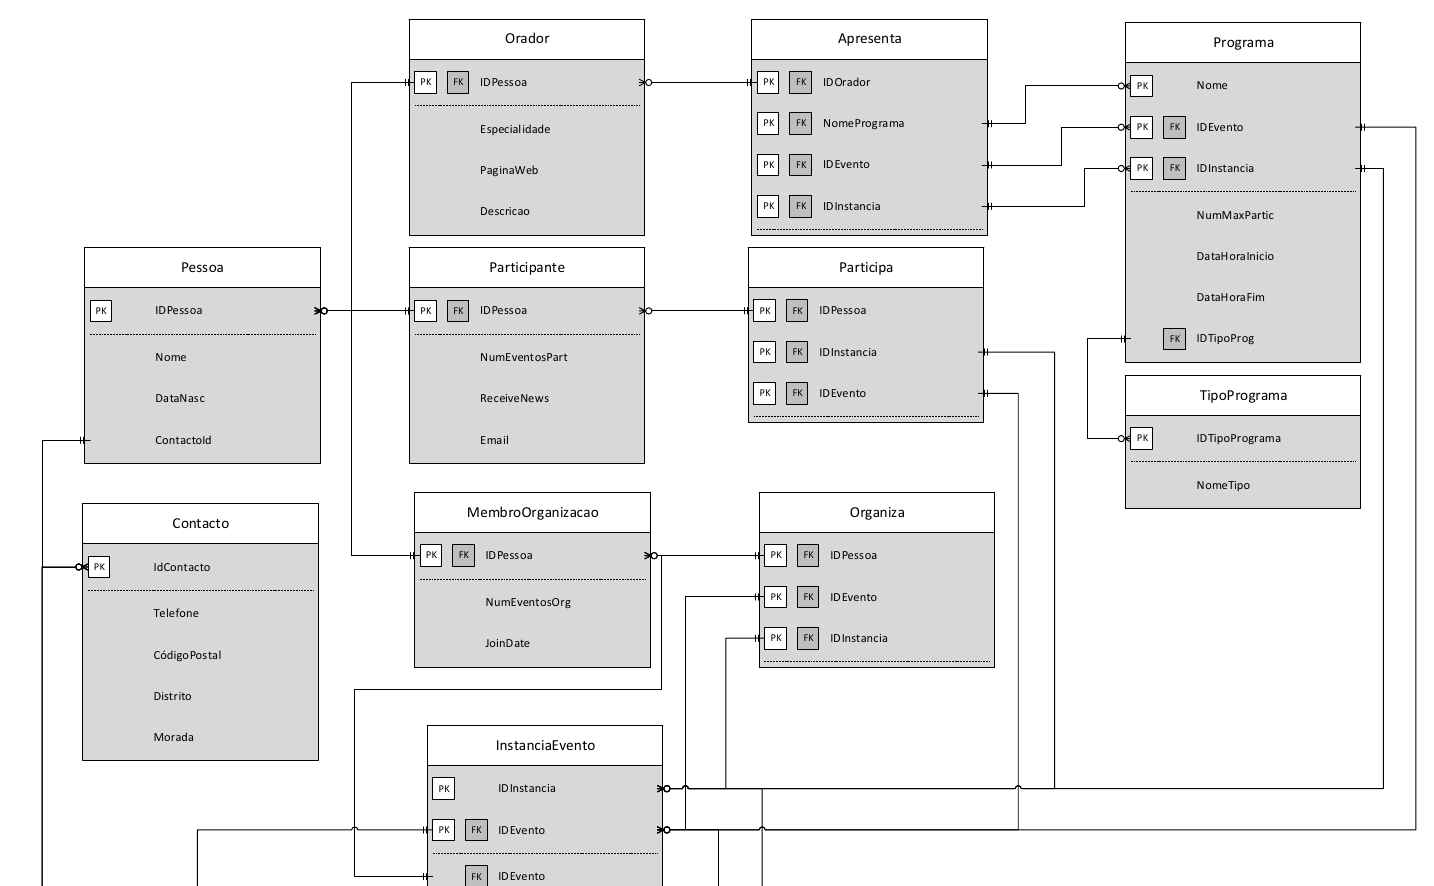 Orador
PK FK IDPessoa
Especialidade
PaginaWeb
Descricao
Apresenta
PK FK IDOrador
PK FK NomePrograma
PK FK IDEvento
PK FK IDInstancia
Programa
PK Nome
PK FK IDEvento
PK FK IDInstancia
NumMaxPartic
DataHoraInicio
DataHoraFim
FK IDTipoProg
Pessoa
PK IDPessoa
Nome
DataNasc
ContactoId
Participante
PK FK IDPessoa
NumEventosPart
ReceiveNews
Email
Participa
PK FK IDPessoa
PK FK IDInstancia
PK FK IDEvento
TipoPrograma
PK IDTipoPrograma
NomeTipo
Contacto
PK IdContacto
Telefone
CódigoPostal
Distrito
Morada
MembroOrganizacao
PK FK IDPessoa
NumEventosOrg
JoinDate
Organiza
PK FK IDPessoa
PK FK IDEvento
PK FK IDInstancia
InstanciaEvento
PK IDInstancia
PK FK IDEvento
FK IDEvento